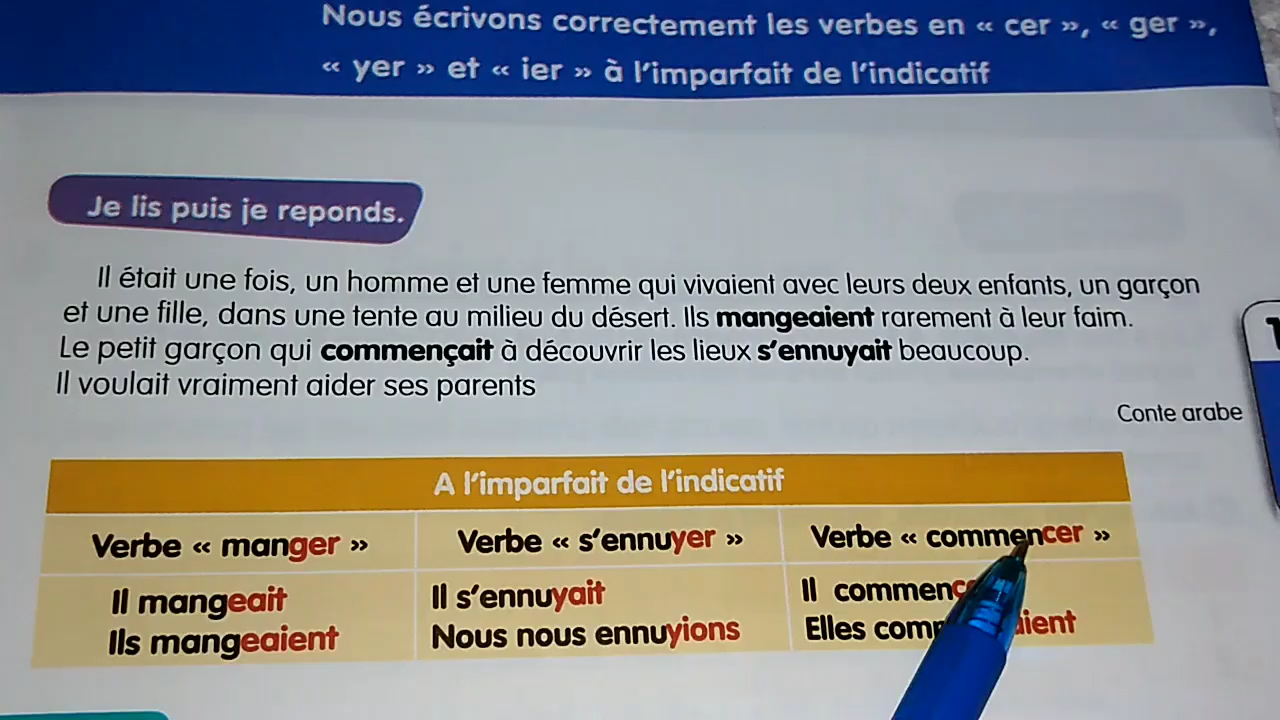 Nous écrivons correctement les verbes en « cer », « ger »,
« yer » et « ier » à l'imparfait de l'indicatif
Je lis puis je reponds.
Il était une fois, un homme et une femme qui vivaient avec leurs deux enfants, un garçon
et une fille, dans une tente au milieu du désert. Ils mangeaient rarement à leur faim.
Le petit garçon qui commençait à découvrir les lieux s'ennuyait beaucoup.
Il voulait vraiment aider ses parents
Conte arabe
A l'imparfait de l'indicatif
Verbe « manger » Verbe « s'ennuyer » Verbe « commencer »
Il mangeait Il s'ennuyait Il
Ils mangeaient Nous nous ennuyions Elles